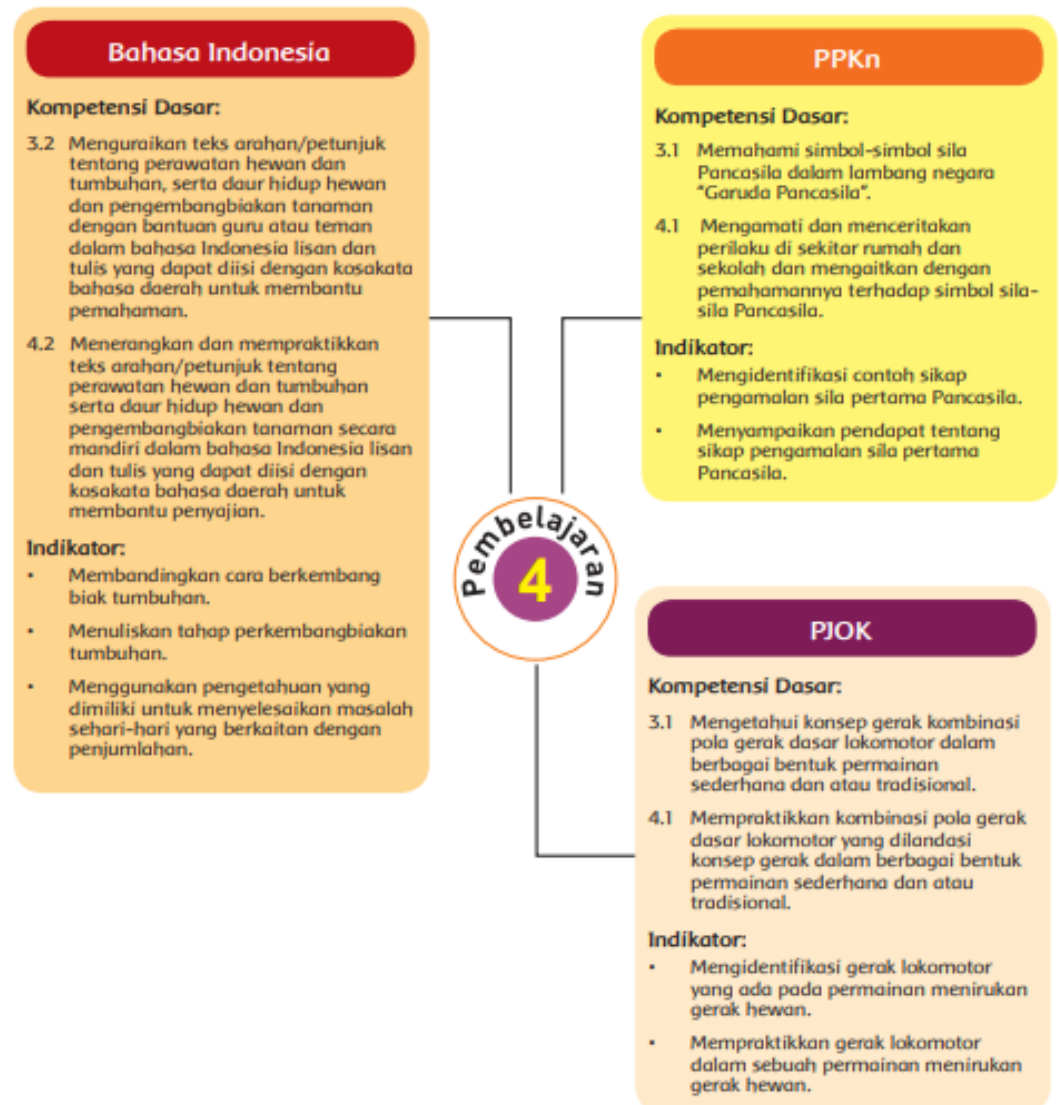 Bahasa Indonesia
Kompetensi Dasar:
3.2 Menguraikan teks arahan/petunjuk
tentang perawatan hewan dan
tumbuhan, serta daur hidup hewan
dan pengembangbiakan tanaman
dengan bantuan guru atau teman
dalam bahasa Indonesia lisan dan
tulis yang dapat diisi dengan kosakata
bahasa daerah untuk membantu
pemahaman.
4.2 Menerangkan dan mempraktikkan
teks arahan/petunjuk tentang
perawatan hewan dan tumbuhan
serta daur hidup hewan dan
pengembangbiakan tanaman secara
mandiri dalam bahasa Indonesia lisan
dan tulis yang dapat diisi dengan
kosakata bahasa daerah untuk
membantu penyajian.
Indikator:
• Membandingkan cara berkembang
biak tumbuhan.
• Menuliskan tahap perkembangbiakan
tumbuhan.
• Menggunakan pengetahuan yang
dimiliki untuk menyelesaikan masalah
sehari-hari yang berkaitan dengan
penjumlahan.
PPKn
Kompetensi Dasar:
3.1 Memahami simbol-simbol sila
Pancasila dalam lambang negara
"Garuda Pancasila".
4.1 Mengamati dan menceritakan
perilaku di sekitar rumah dan
sekolah dan mengaitkan dengan
pemahamannya terhadap simbol sila-
sila Pancasila.
Indikator:
• Mengidentifikasi contoh sikap
pengamalan sila pertama Pancasila.
• Menyampaikan pendapat tentang
sikap pengamalan sila pertama
Pancasila.
Pembelajaran
4
PJOK
Kompetensi Dasar:
3.1 Mengetahui konsep gerak kombinasi
pola gerak dasar lokomotor dalam
berbagai bentuk permainan
sederhana dan atau tradisional.
4.1 Mempraktikkan kombinasi pola gerak
dasar lokomotor yang dilandasi
konsep gerak dalam berbagai bentuk
permainan sederhana dan atau
tradisional.
Indikator:
• Mengidentifikasi gerak lokomotor
yang ada pada permainan menirukan
gerak hewan.
• Mempraktikkan gerak lokomotor
dalam sebuah permainan menirukan
gerak hewan.